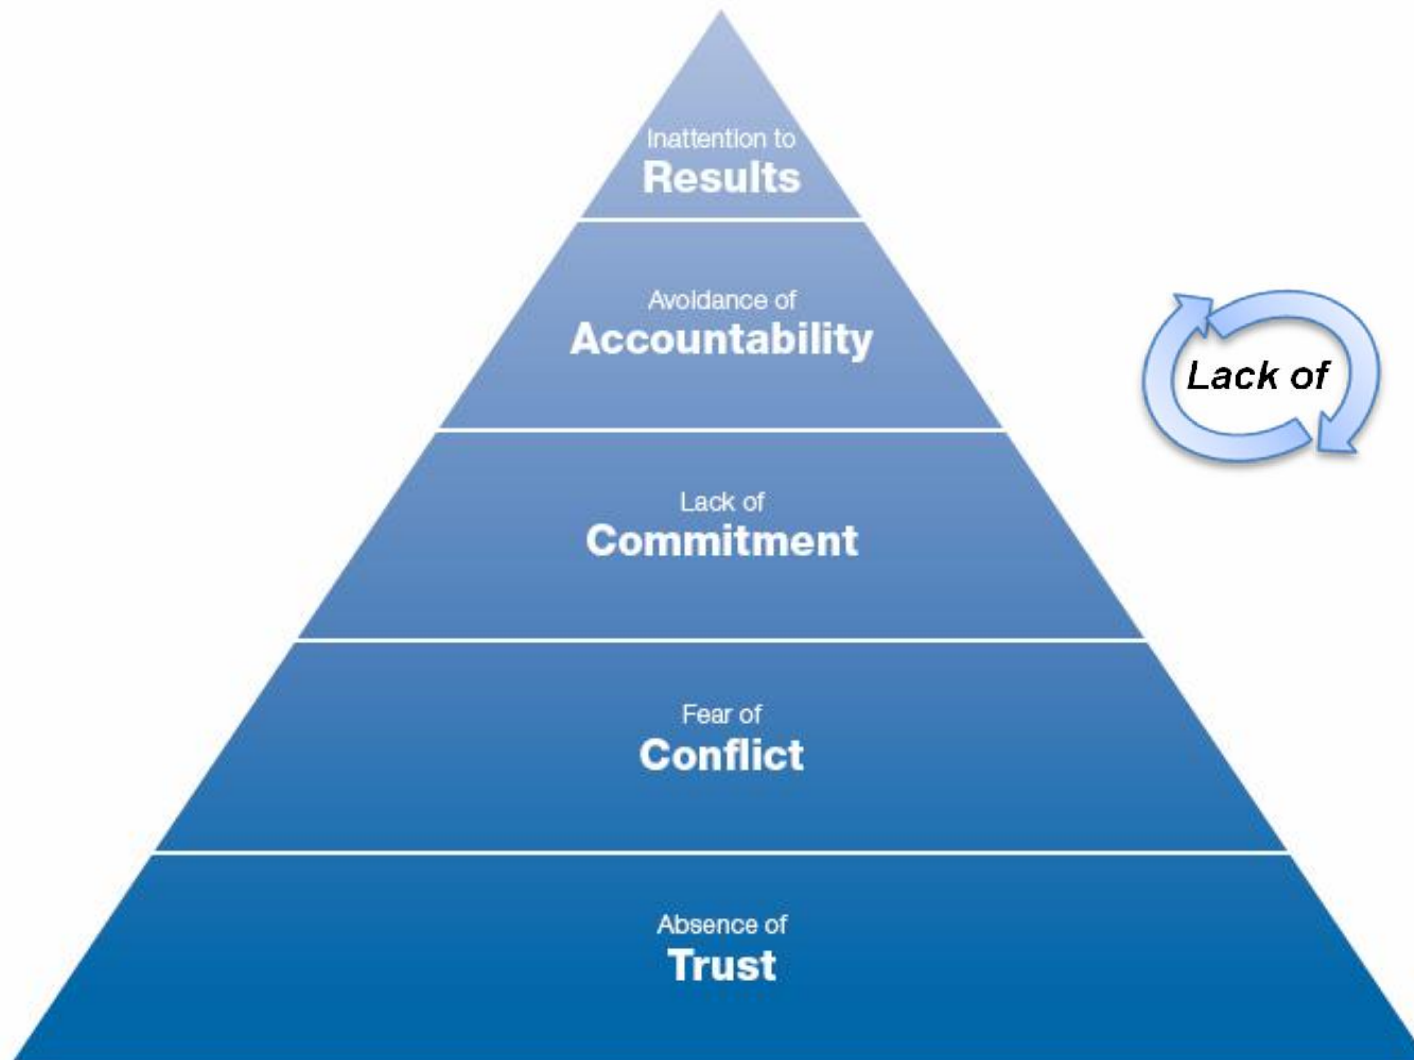 Inattention to
Results
Avoidance of
Accountability
Lack of
Lack of
Commitment
Fear of
Conflict
Absence of
Trust